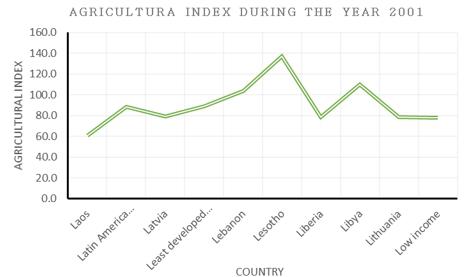 AGRICULTURA INDEX DURING THE YEAR 2001
160.0
140.0
120.0
100.0
80.0
60.0
40.0
20.0
0.0
AGRICULTURAL INDEX
Laos
Latin America...
Latvia
Least developed...
Lebanon
Lesotho
Liberia
Libya
Lithuania
Low income
COUNTRY